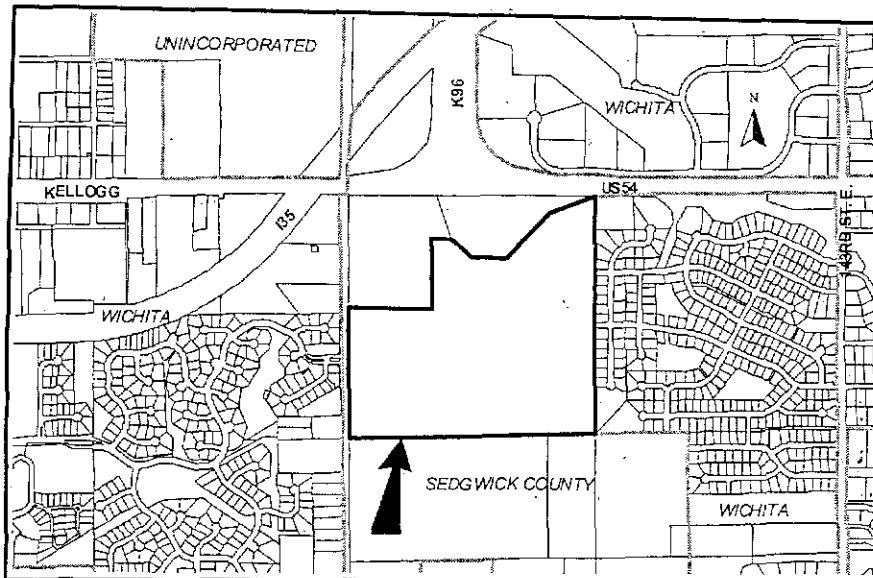 UNINCORPORATED
K96
WICHITA
N
KELLOGG
US54
I35
143RD ST. E.
WICHITA
SEDGWICK COUNTY
WICHITA